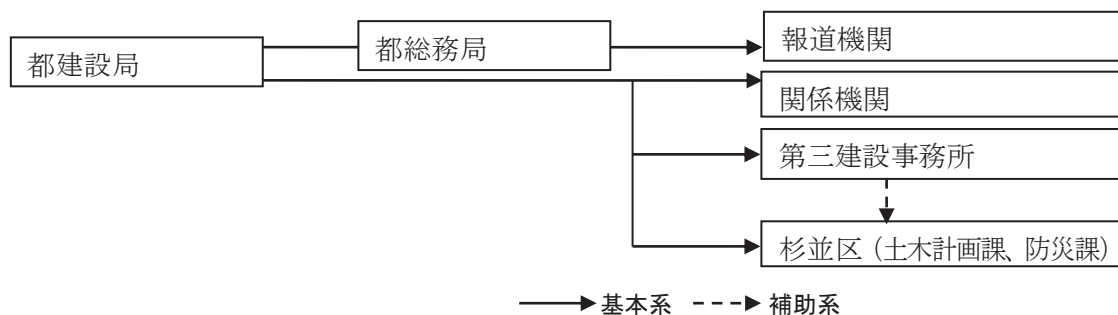 都建設局
都総務局
報道機関
関係機関
第三建設事務所
杉並区（土木計画課、防災課）
基本系
補助系